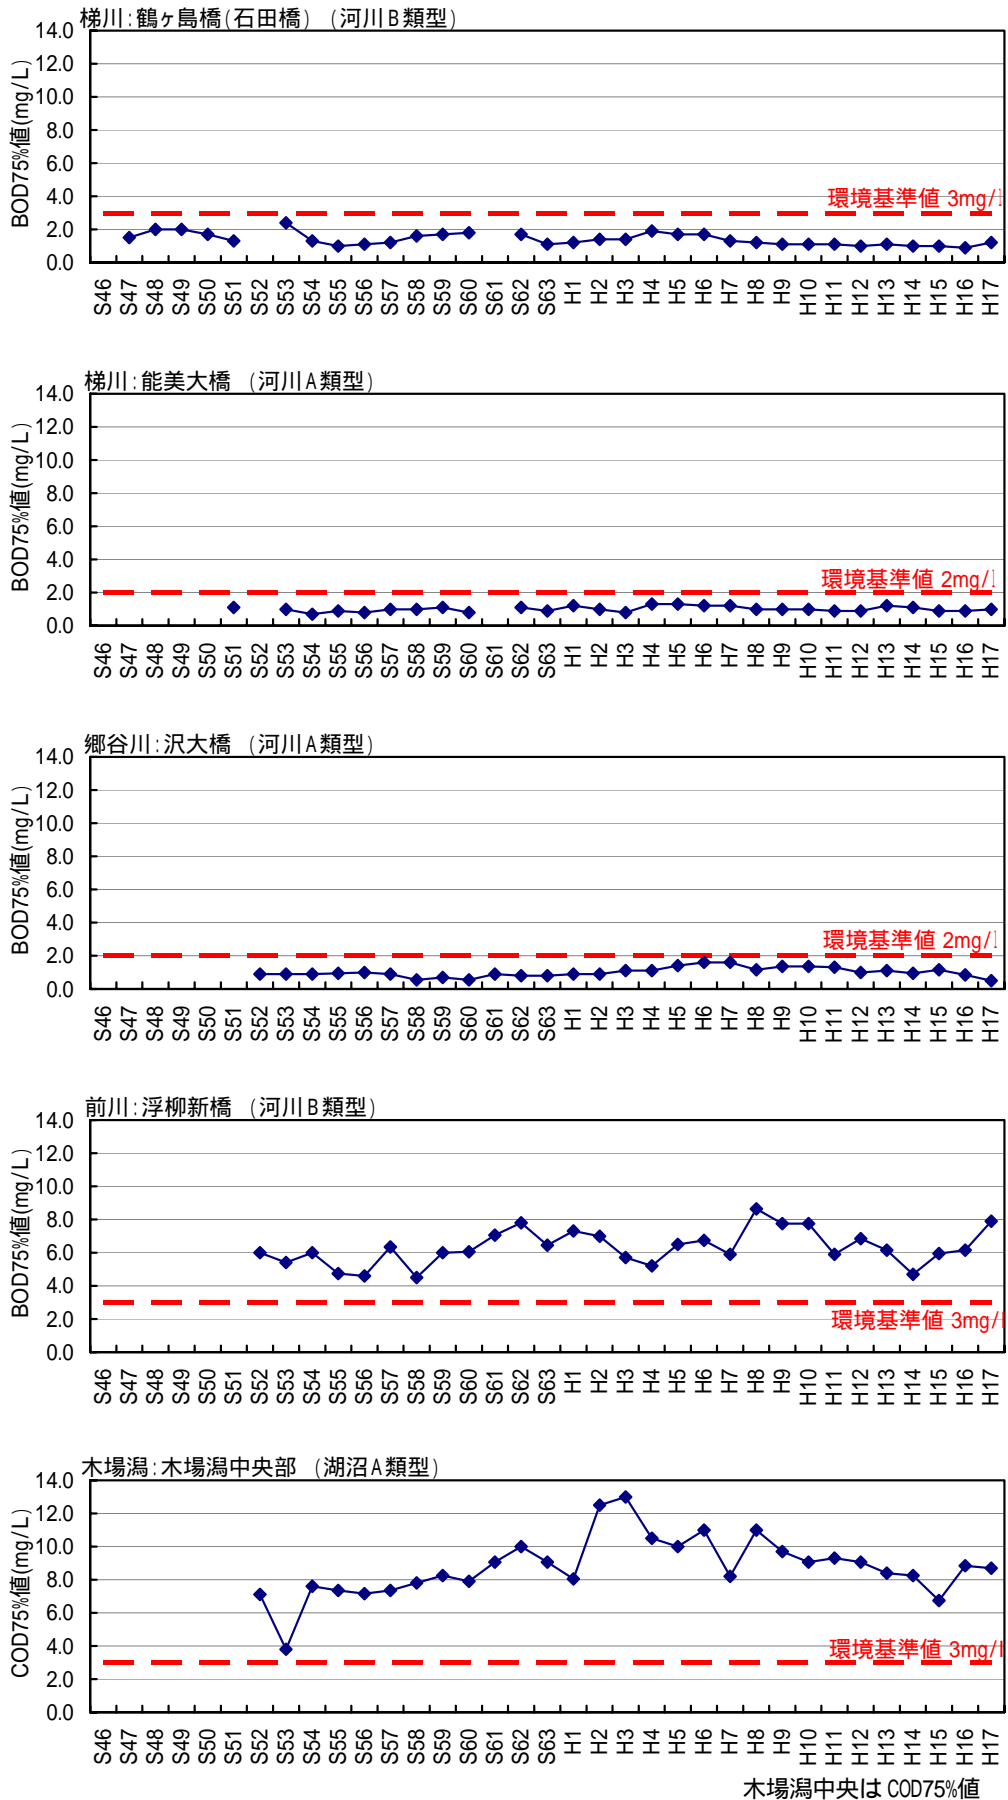 梯川:鶴ヶ島橋(石田橋) (河川B類型)
BOD75%値(mg/L)
14.0
12.0
10.0
8.0
6.0
4.0
2.0
0.0
環境基準値 3mg/l
S46 S47 S48 S49 S50 S51 S52 S53 S54 S55 S56 S57 S58 S59 S60 S61 S62 S63 H1 H2 H3 H4 H5 H6 H7 H8 H9 H10 H11 H12 H13 H14 H15 H16 H17
梯川:能美大橋 (河川A類型)
BOD75%値(mg/L)
14.0
12.0
10.0
8.0
6.0
4.0
2.0
0.0
環境基準値 2mg/l
S46 S47 S48 S49 S50 S51 S52 S53 S54 S55 S56 S57 S58 S59 S60 S61 S62 S63 H1 H2 H3 H4 H5 H6 H7 H8 H9 H10 H11 H12 H13 H14 H15 H16 H17
郷谷川:沢大橋 (河川A類型)
BOD75%値(mg/L)
14.0
12.0
10.0
8.0
6.0
4.0
2.0
0.0
環境基準値 2mg/l
S46 S47 S48 S49 S50 S51 S52 S53 S54 S55 S56 S57 S58 S59 S60 S61 S62 S63 H1 H2 H3 H4 H5 H6 H7 H8 H9 H10 H11 H12 H13 H14 H15 H16 H17
前川:浮柳新橋 (河川B類型)
BOD75%値(mg/L)
14.0
12.0
10.0
8.0
6.0
4.0
2.0
0.0
環境基準値 3mg/l
S46 S47 S48 S49 S50 S51 S52 S53 S54 S55 S56 S57 S58 S59 S60 S61 S62 S63 H1 H2 H3 H4 H5 H6 H7 H8 H9 H10 H11 H12 H13 H14 H15 H16 H17
木場潟:木場潟中央部 (湖沼A類型)
COD75%値(mg/L)
14.0
12.0
10.0
8.0
6.0
4.0
2.0
0.0
環境基準値 3mg/l
S46 S47 S48 S49 S50 S51 S52 S53 S54 S55 S56 S57 S58 S59 S60 S61 S62 S63 H1 H2 H3 H4 H5 H6 H7 H8 H9 H10 H11 H12 H13 H14 H15 H16 H17
木場潟中央は COD75%値